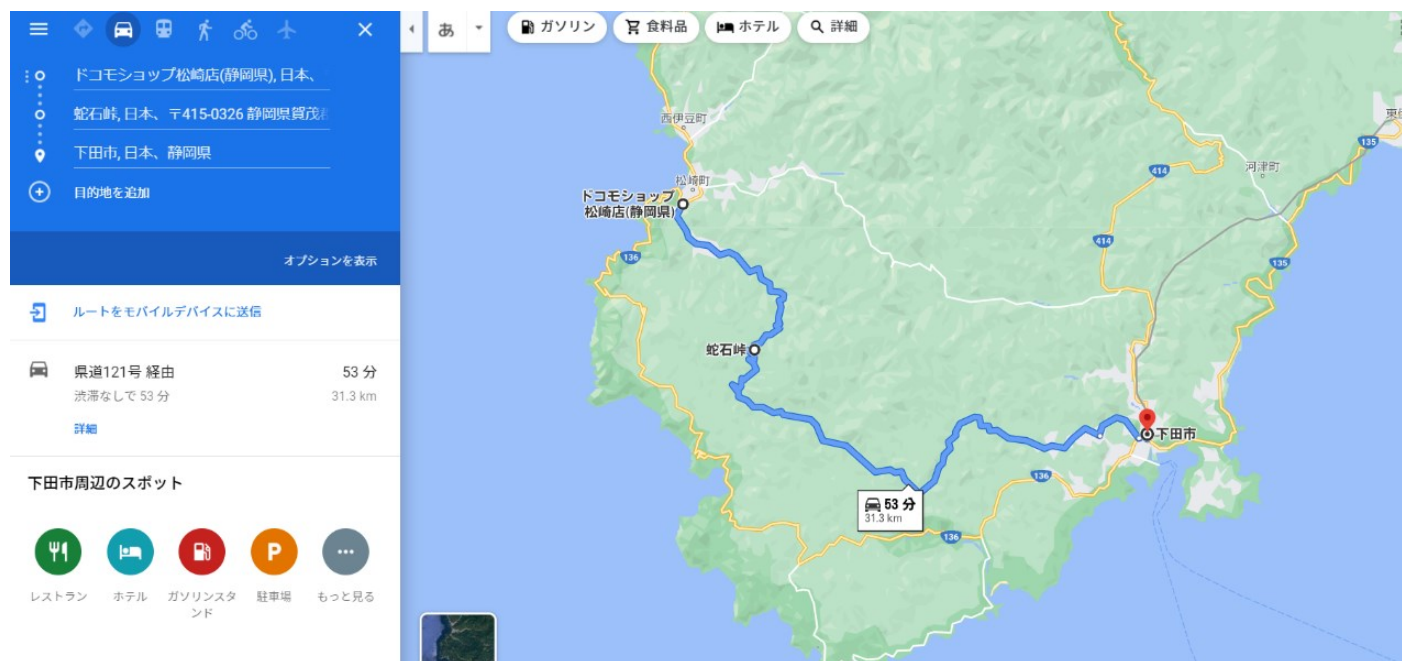 ドコモショップ松崎店(静岡県), 日本、
蛇石峠, 日本、〒415-0326 静岡県賀茂
下田市, 日本、静岡県
目的地を追加
オプションを表示
ルートをモバイルデバイスに送信
県道121号 経由
53 分
渋滞なしで 53 分
31.3 km
詳細
下田市周辺のスポット
P
レストラン
ホテル
ガソリンスタンド
駐車場
もっと見る
あ
ガソリン
食料品
ホテル
詳細
西伊豆町
松崎町
ドコモショップ
松崎店(静岡県)
136
蛇石峠
53 分
31.3 km
136
136
下田市
414
414
河津町
135
135